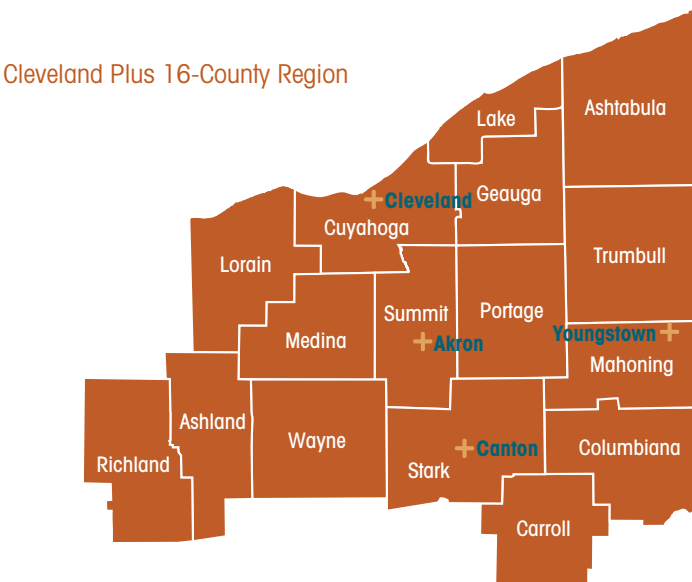 Cleveland Plus 16-County Region
Ashtabula
Lake
Geauga
Cleveland
Cuyahoga
Trumbull
Lorain
Summit
Portage
Youngstown
Medina
Akron
Mahoning
Ashland
Wayne
Canton
Columbiana
Richland
Stark
Carroll